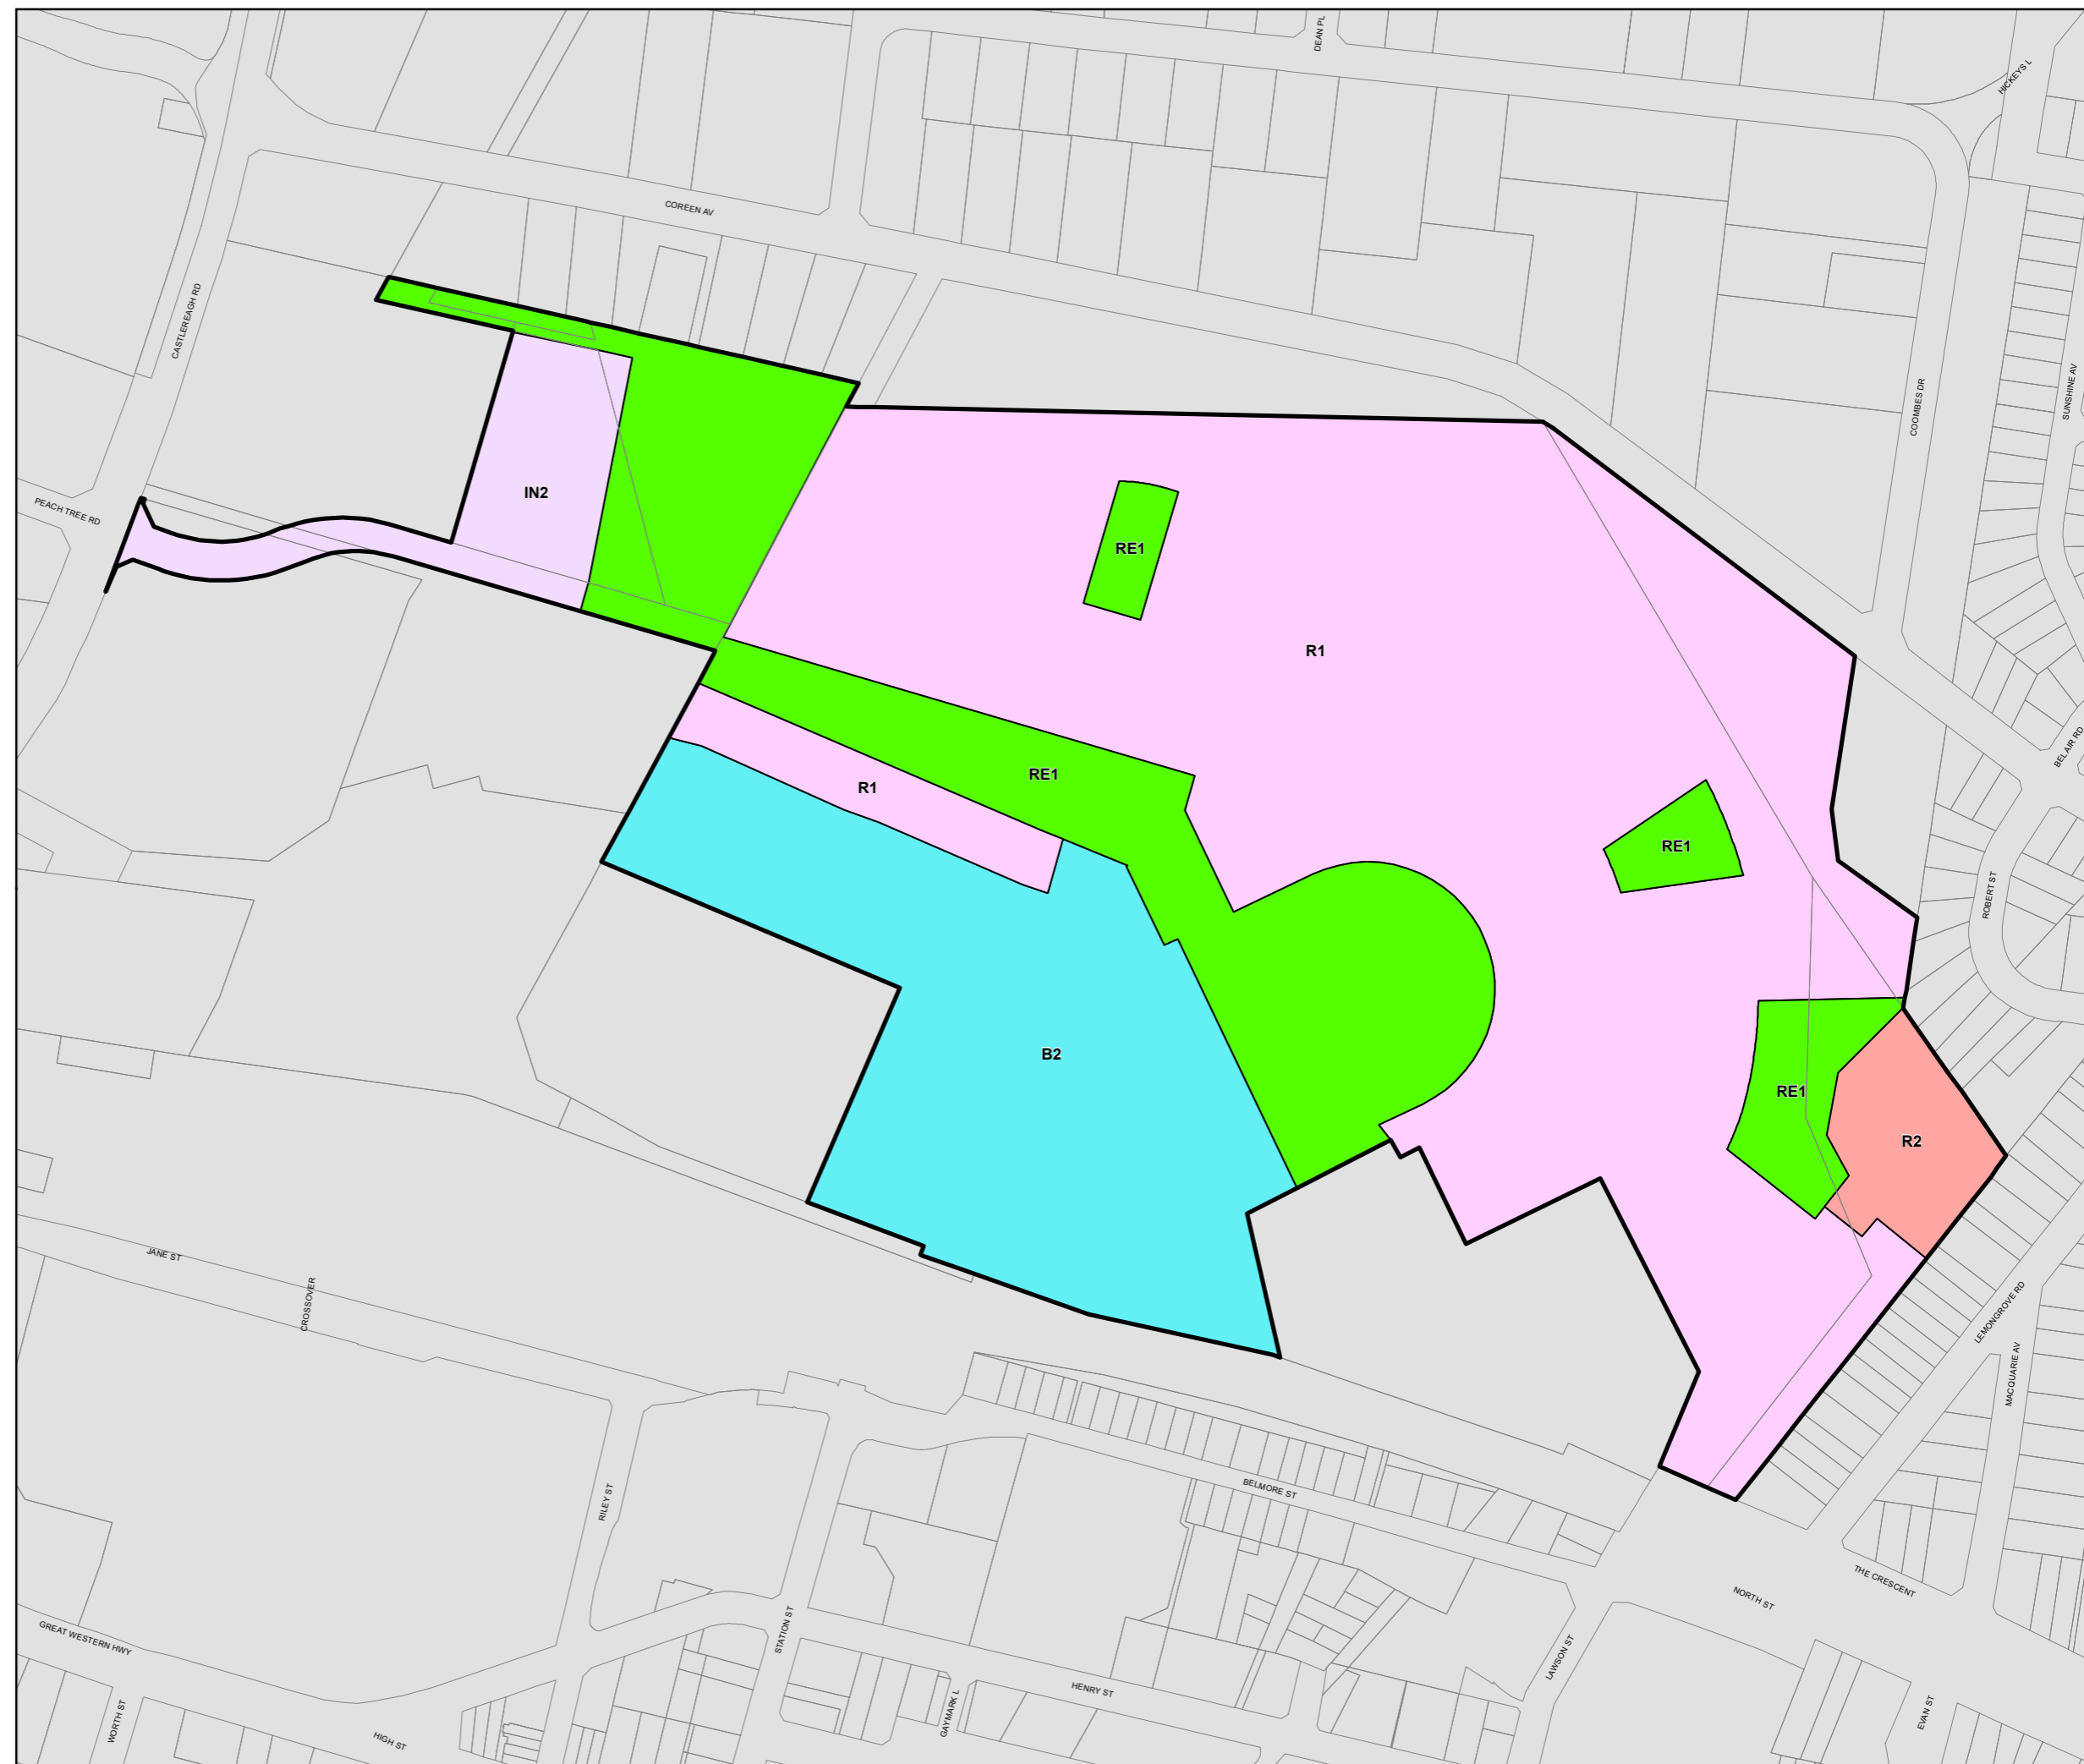 DEAN PL
HICKEYS L
COREEN AV
CASTLEREAGH RD
SUNSHINE AV
COOMBES DR
IN2
PEACH TREE RD
RE1
R1
BEL AIR RD
RE1
R1
RE1
ROBERT ST
B2
RE1
R2
JANE ST
CROSSOVER
LEMONGROVE RD
MACQUARIE AV
BELMORE ST
RILEY ST
THE CRESCENT
NORTH ST
STATION ST
GREAT WESTERN HWY
LAWSON ST
HENRY ST
GAYMARK L
EVAN ST
WORTH ST
HIGH ST